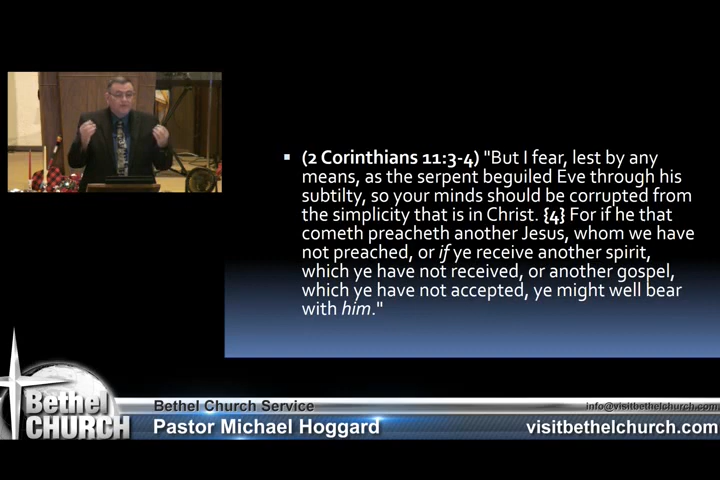 ▪ (2 Corinthians 11:3-4) "But I fear, lest by any
means, as the serpent beguiled Eve through his
subtilty, so your minds should be corrupted from
the simplicity that is in Christ. {4} For if he that
cometh preacheth another Jesus, whom we have
not preached, or if ye receive another spirit,
which ye have not received, or another gospel,
which ye have not accepted, ye might well bear
with him."
Bethel
CHURCH
Bethel Church Service
info@visitbethelchurch.com
Pastor Michael Hoggard
visitbethelchurch.com